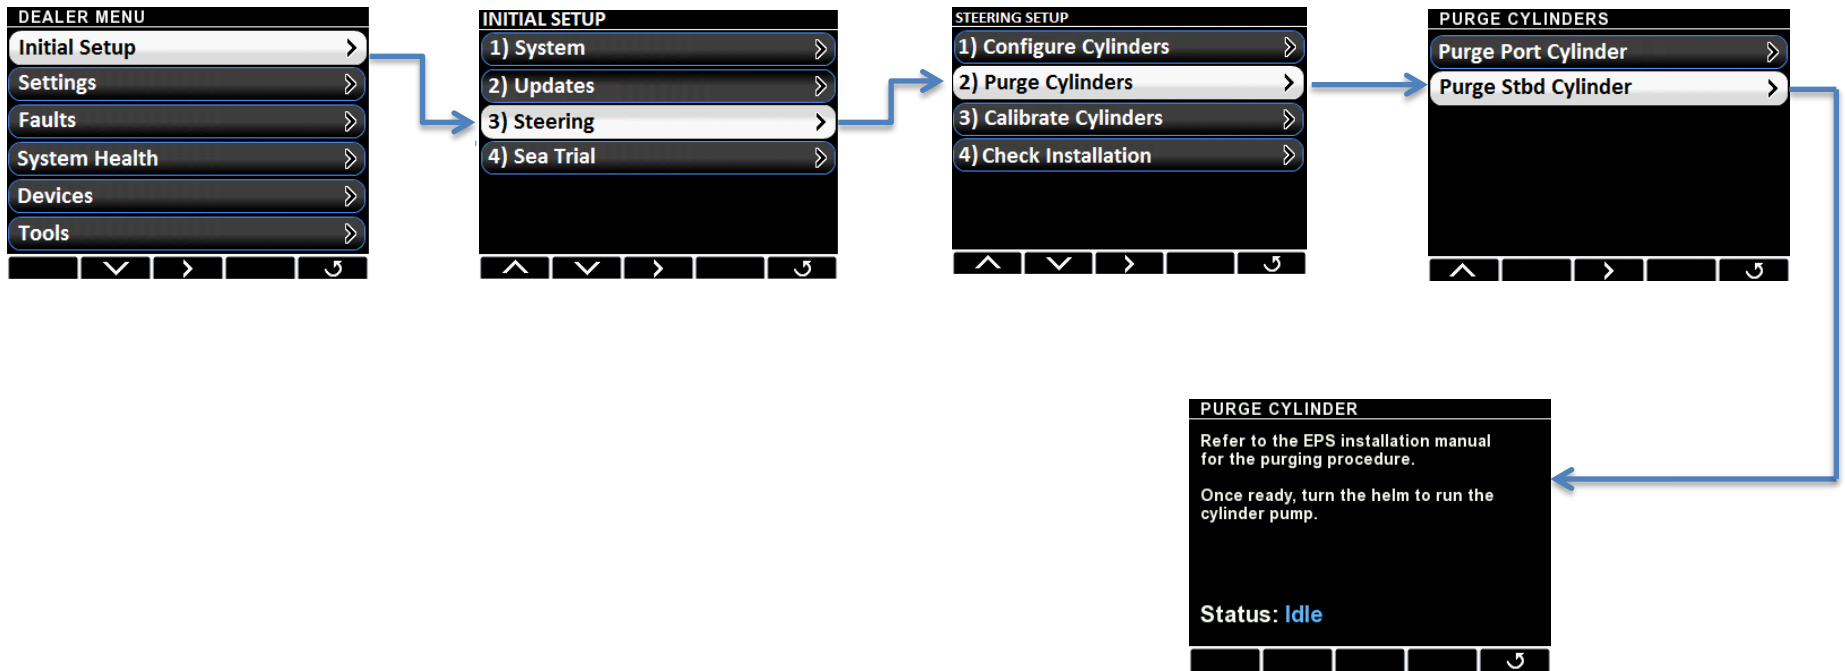 DEALER MENU
Initial Setup
Settings
Faults
System Health
Devices
Tools
INITIAL SETUP
1) System
2) Updates
3) Steering
4) Sea Trial
STEERING SETUP
1) Configure Cylinders
2) Purge Cylinders
3) Calibrate Cylinders
4) Check Installation
PURGE CYLINDERS
Purge Port Cylinder
Purge Stbd Cylinder
PURGE CYLINDER
Refer to the EPS installation manual
for the purging procedure.
Once ready, turn the helm to run the
cylinder pump.
Status: Idle